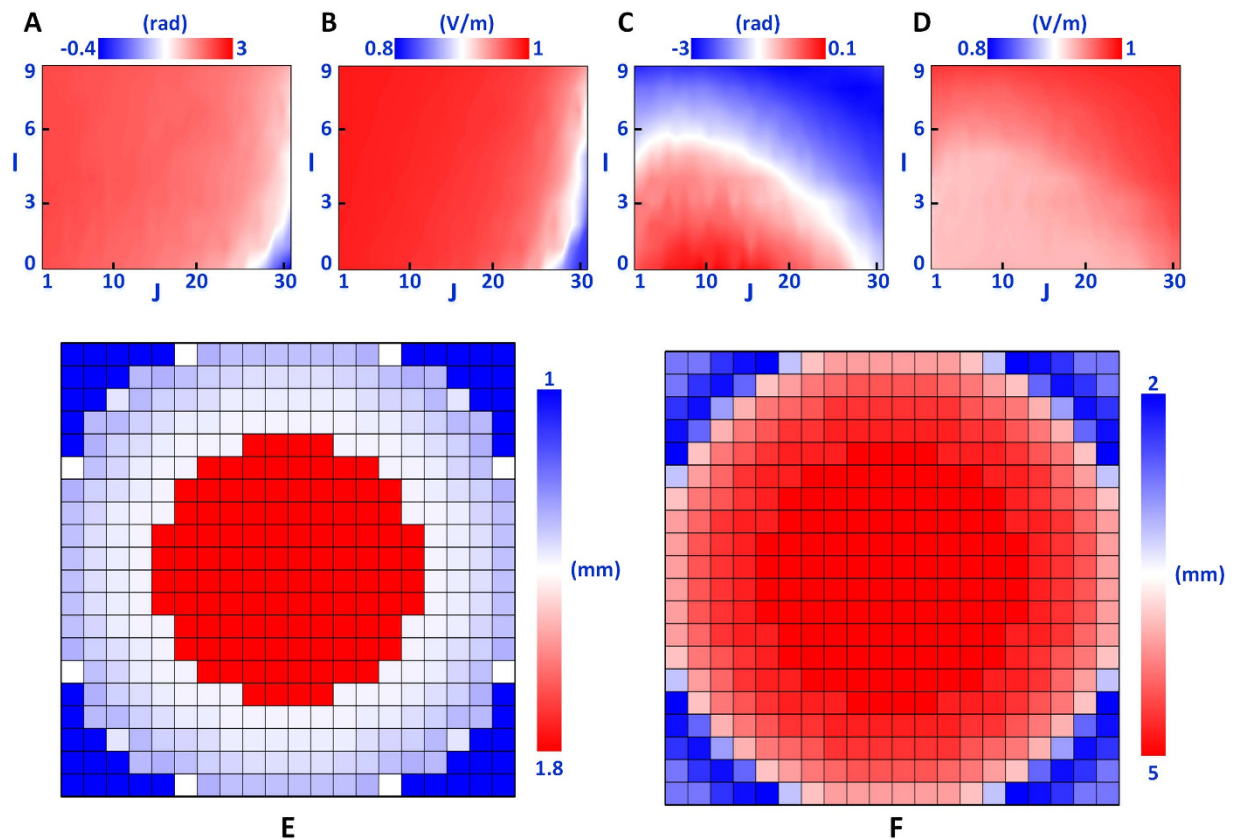 A (rad) B (V/m) C (rad) D (V/m)
-0.4 3 0.8 1 -3 0.1 0.8 1
9 9 9 9
6 6 6 6
I I I I
3 3 3 3
0 0 0 0
1 10 20 30 1 10 20 30 1 10 20 30 1 10 20 30
J J J J
1 2
(mm) (mm)
1.8 5
E F